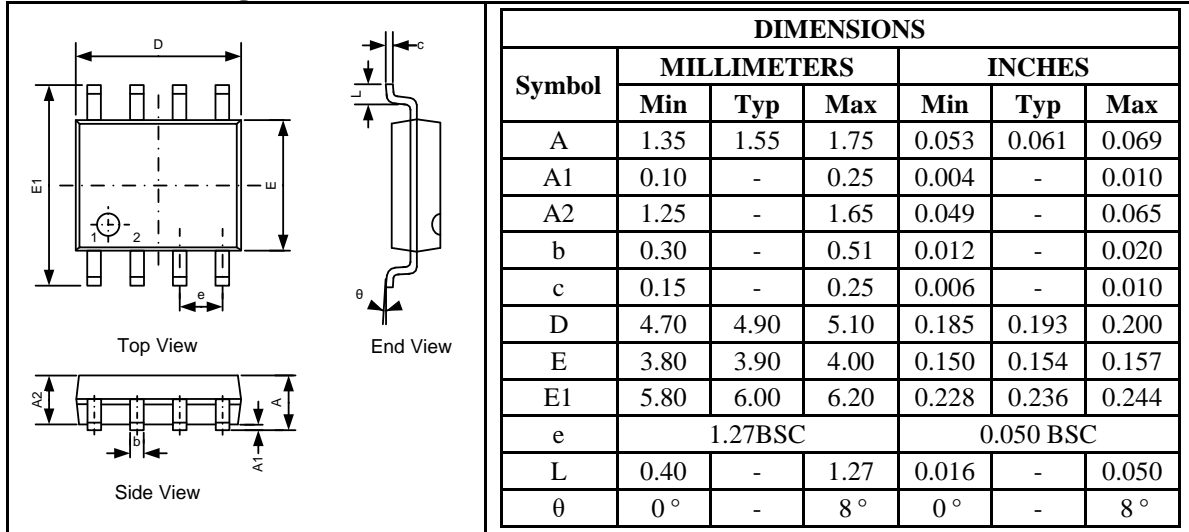 D
c
L
E1
E
1 2
e
θ
Top View
End View
A2
A
b
A1
Side View
DIMENSIONS
Symbol MILLIMETERS INCHES
Min Typ Max Min Typ Max
A 1.35 1.55 1.75 0.053 0.061 0.069
A1 0.10 - 0.25 0.004 - 0.010
A2 1.25 - 1.65 0.049 - 0.065
b 0.30 - 0.51 0.012 - 0.020
c 0.15 - 0.25 0.006 - 0.010
D 4.70 4.90 5.10 0.185 0.193 0.200
E 3.80 3.90 4.00 0.150 0.154 0.157
E1 5.80 6.00 6.20 0.228 0.236 0.244
e 1.27BSC 0.050 BSC
L 0.40 - 1.27 0.016 - 0.050
θ 0 ° - 8 ° 0 ° - 8 °